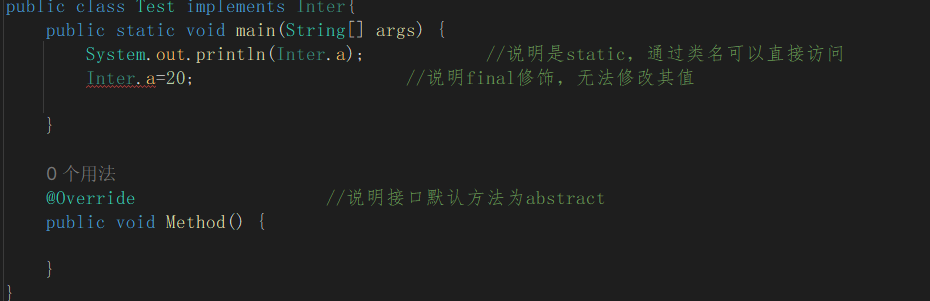 public class Test implements Inter{
public static void main(String[] args) {
System.out.println(Inter.a); //说明是static，通过类名可以直接访问
Inter.a=20; //说明final修饰，无法修改其值
}
0 个用法
@Override //说明接口默认方法为abstract
public void Method() {
}
}